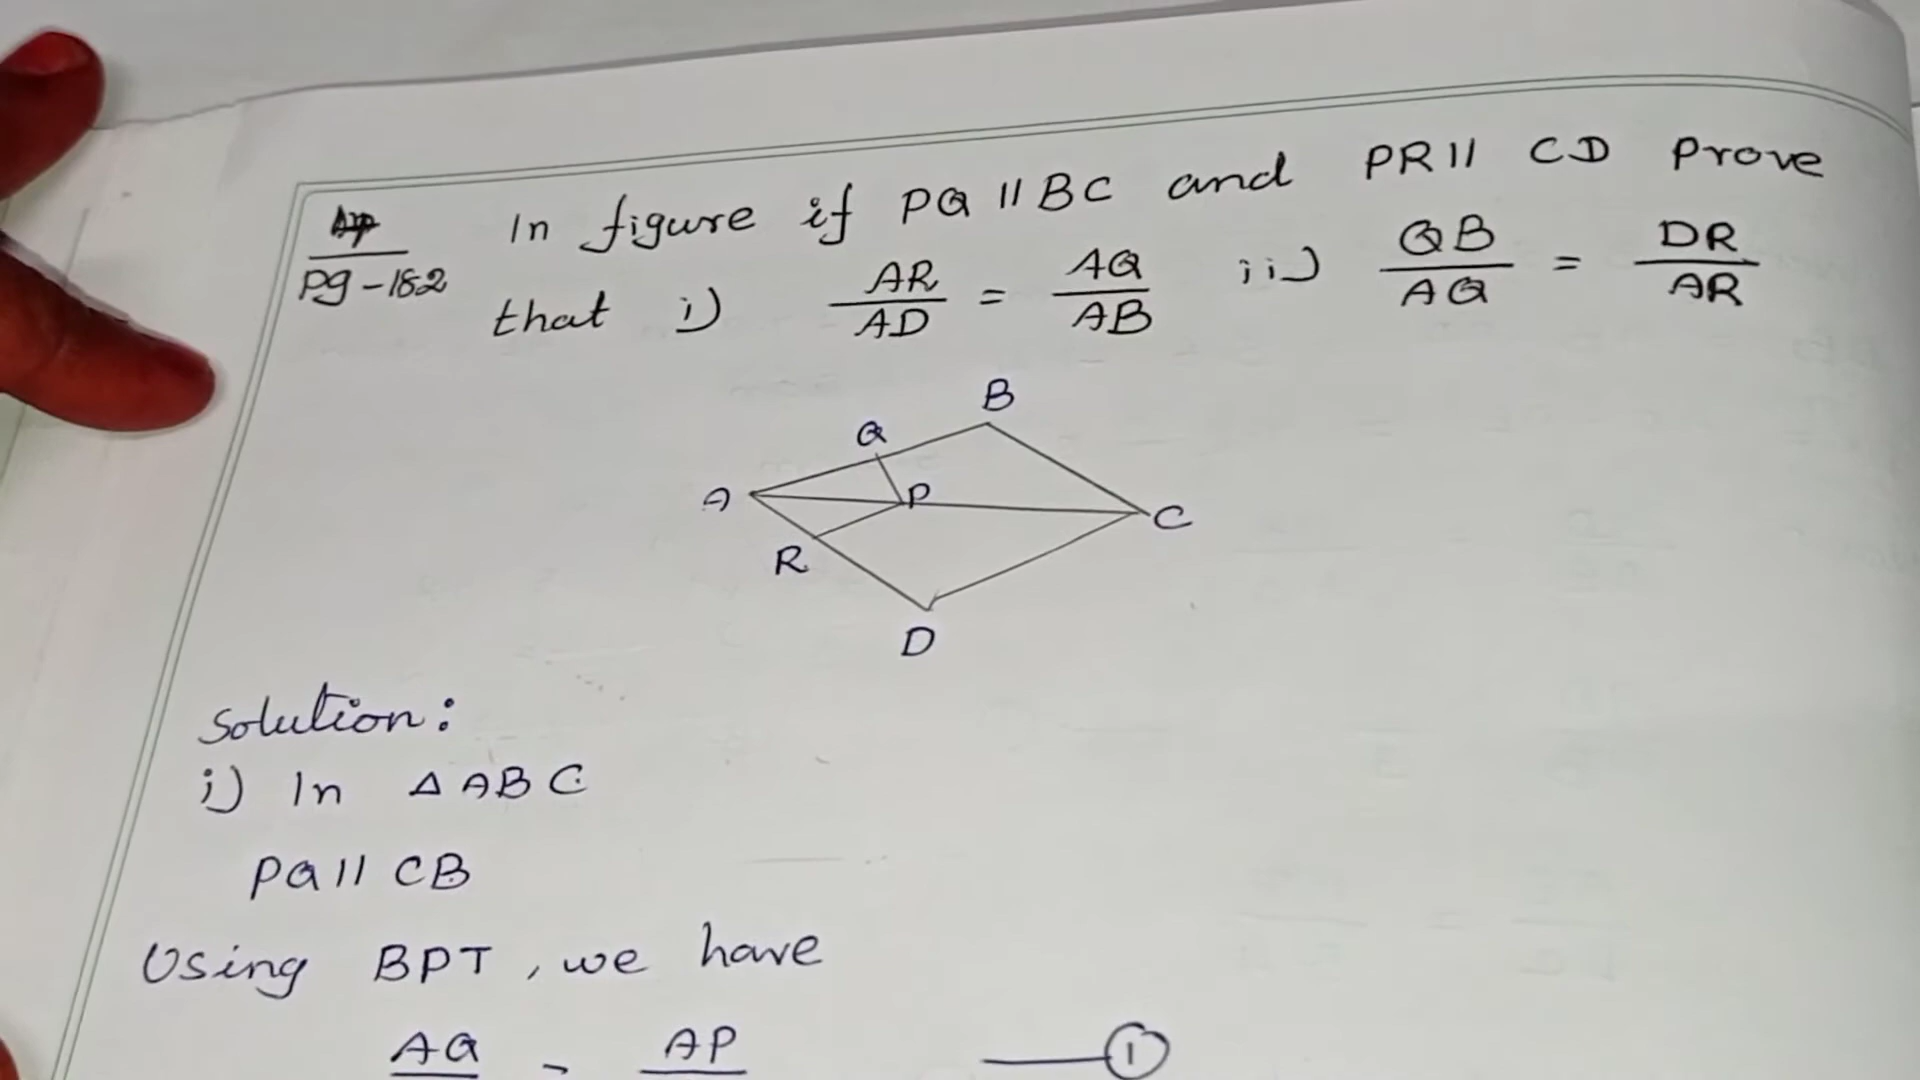 In figure if PQ || BC and PR || CD Prove
Pg-182
that i) AR/AD = AQ/AB ii) QB/AQ = DR/AR
B
Q
A
P
C
R
D
Solution:
i) In △ABC
PQ || CB
Using BPT, we have
AQ = AP —①